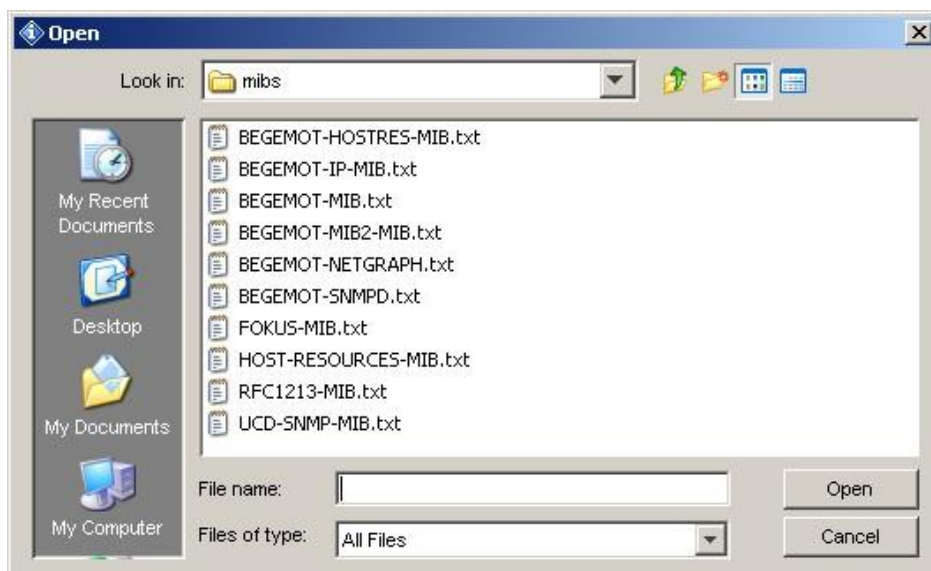 Open
Look in: mibs
My Recent
Documents
Desktop
My Documents
My Computer
BEGEMOT-HOSTRES-MIB.txt
BEGEMOT-IP-MIB.txt
BEGEMOT-MIB.txt
BEGEMOT-MIB2-MIB.txt
BEGEMOT-NETGRAPH.txt
BEGEMOT-SNMPD.txt
FOKUS-MIB.txt
HOST-RESOURCES-MIB.txt
RFC1213-MIB.txt
UCD-SNMP-MIB.txt
File name: Open
Files of type: All Files Cancel